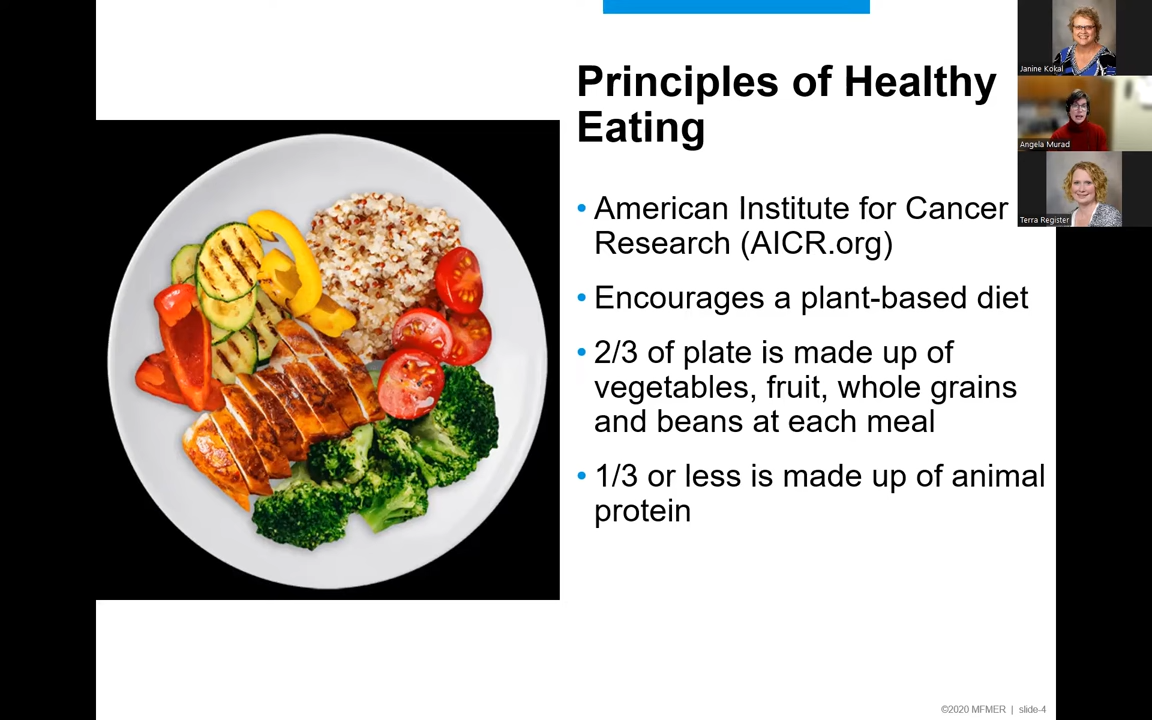 Principles of Healthy
Eating
• American Institute for Cancer
Research (AICR.org)
• Encourages a plant-based diet
• 2/3 of plate is made up of
vegetables, fruit, whole grains
and beans at each meal
• 1/3 or less is made up of animal
protein
Janine Kokal
Angela Murad
Terra Register
©2020 MFMER | slide-4